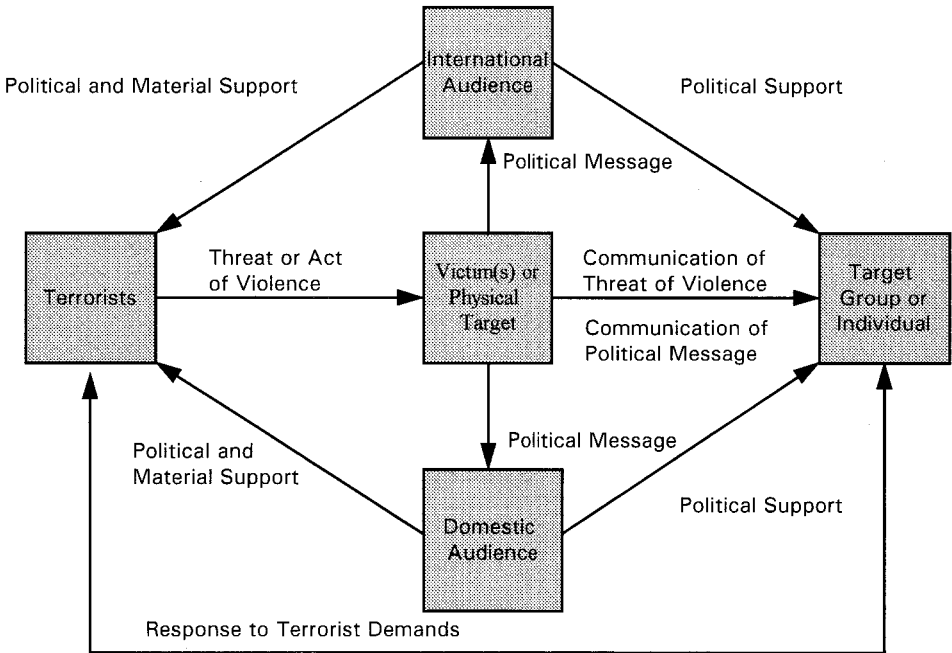 International
Audience
Political and Material Support
Political Support
Political Message
Terrorists
Threat or Act
of Violence
Victim(s) or
Physical
Target
Communication of
Threat of Violence
Communication of
Political Message
Target
Group or
Individual
Political and
Material Support
Political Message
Political Support
Domestic
Audience
Response to Terrorist Demands